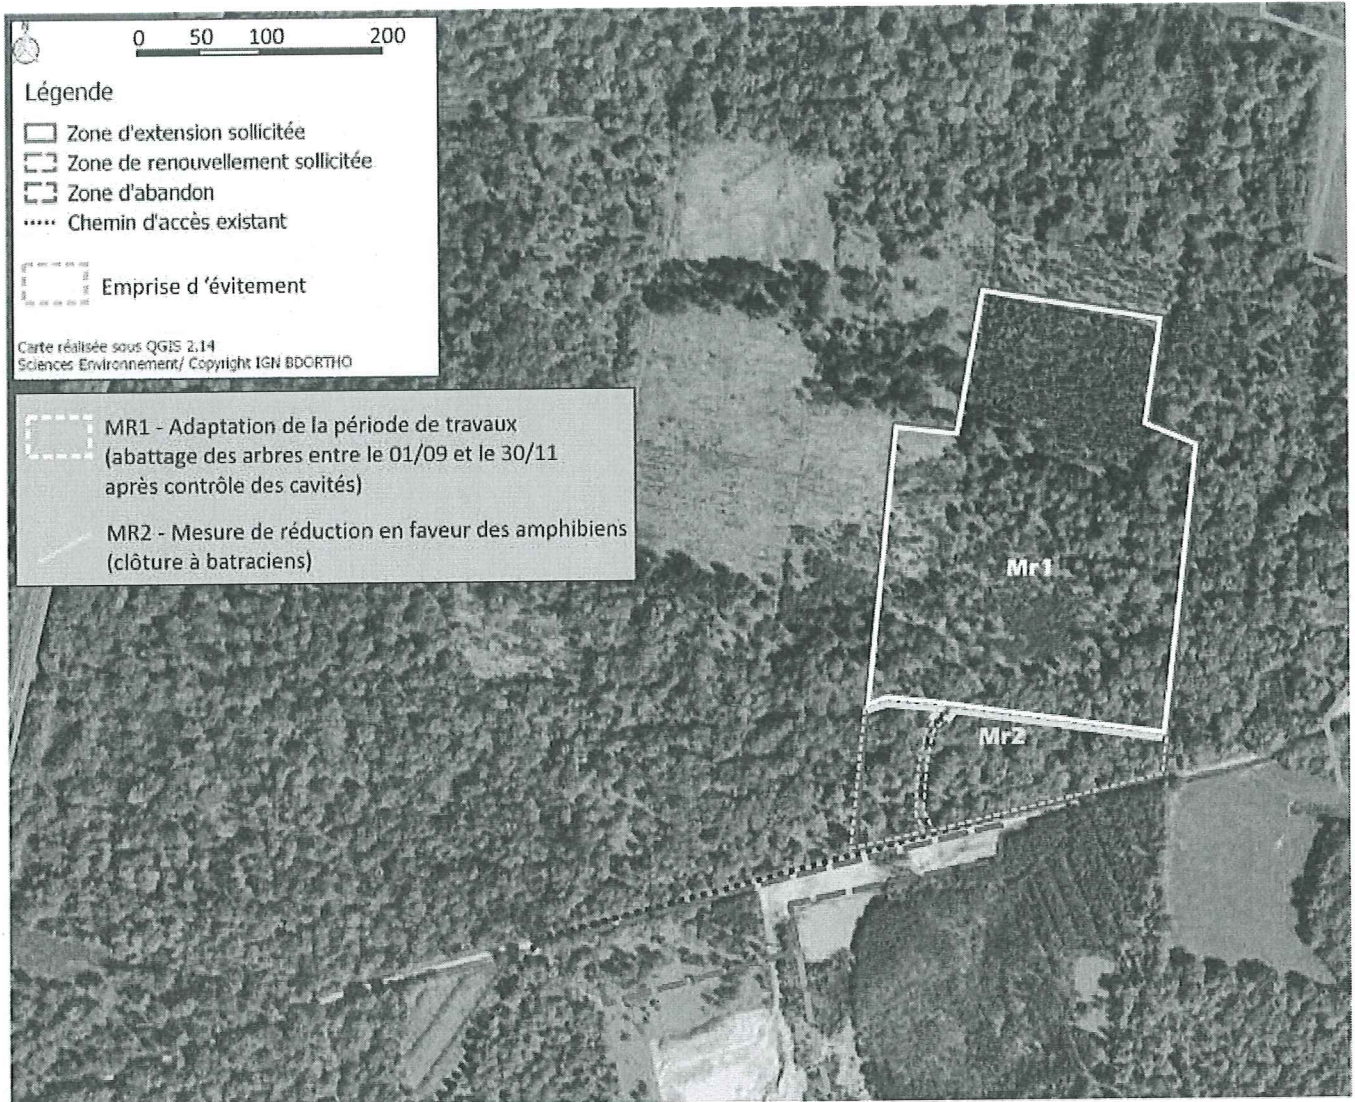 N
0 50 100 200
Légende
Zone d'extension sollicitée
Zone de renouvellement sollicitée
Zone d'abandon
Chemin d'accès existant
Emprise d 'évitement
Carte réalisée sous QGIS 2.14
Sciences Environnement/ Copyright IGN BDORTHO
MR1 - Adaptation de la période de travaux
(abattage des arbres entre le 01/09 et le 30/11
après contrôle des cavités)
MR2 - Mesure de réduction en faveur des amphibiens
(clôture à batraciens)
Mr1
Mr2